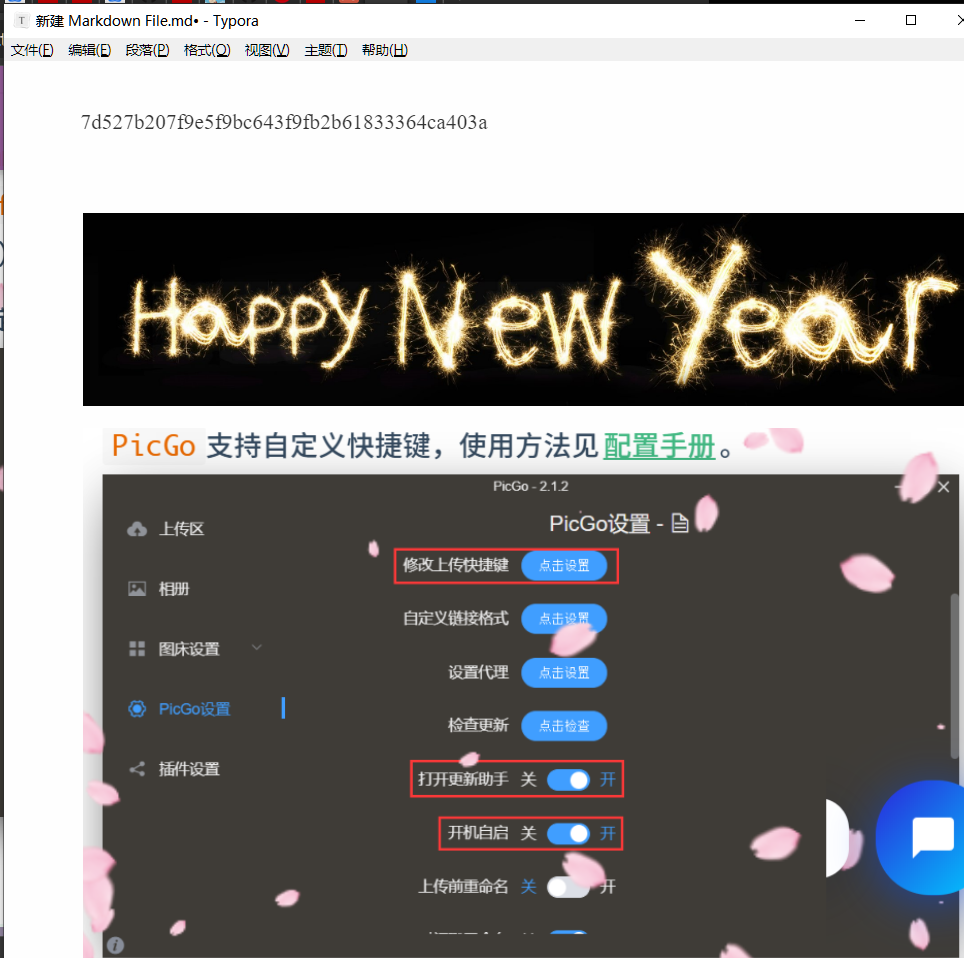 新建 Markdown File.md• - Typora
文件(F) 编辑(E) 段落(P) 格式(O) 视图(V) 主题(T) 帮助(H)
7d527b207f9e5f9bc643f9fb2b61833364ca403a
Happy New Year
PicGo 支持自定义快捷键，使用方法见 配置手册 。
PicGo - 2.1.2
PicGo设置 -
上传区
相册
图床设置
PicGo设置
插件设置
修改上传快捷键 点击设置
自定义链接格式 点击设置
设置代理 点击设置
检查更新 点击检查
打开更新助手 关 开
开机自启 关 开
上传前重命名 关 开